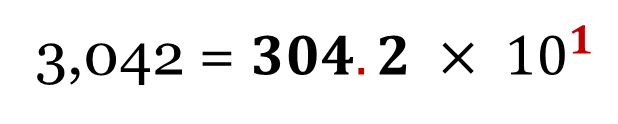 3,042 = 304.2 × 10¹